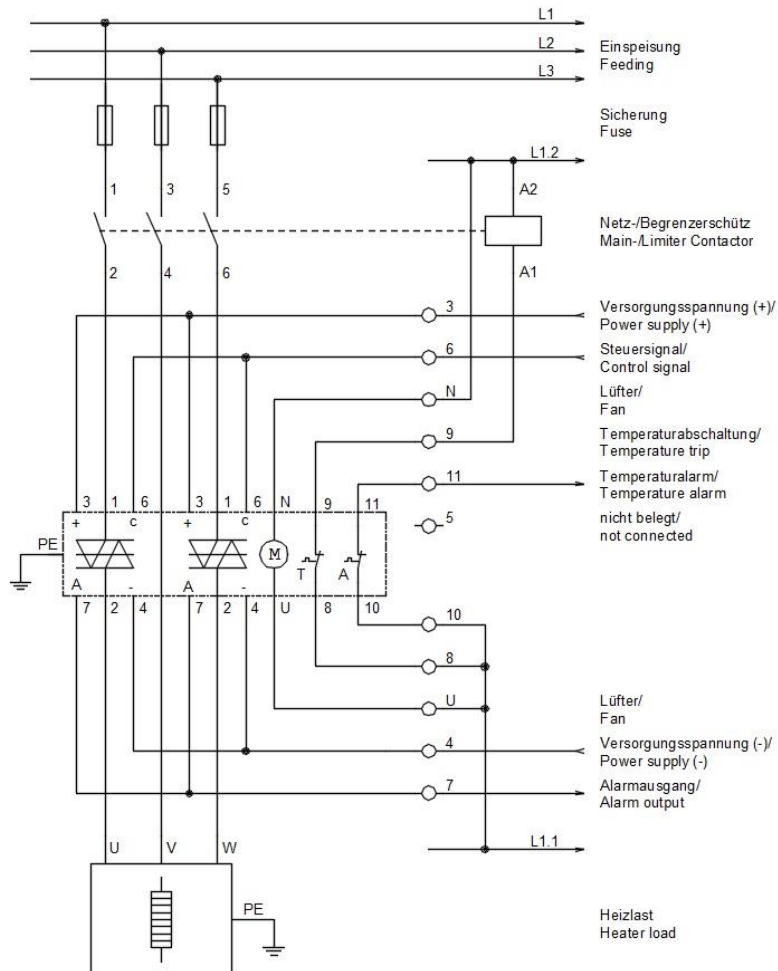 L1
L2
Einspeisung
Feeding
L3
Sicherung
Fuse
L1.2
1 3 5 A2
Netz-/Begrenzerschütz
Main-/Limiter Contactor
2 4 6 A1
3 Versorgungsspannung (+)/
Power supply (+)
6 Steuersignal/
Control signal
N Lüfter/
Fan
9 Temperaturabschaltung/
Temperature trip
11 Temperaturalarm/
Temperature alarm
3 1 6 3 1 6 N 9 11
5 nicht belegt/
not connected
+ c + c
PE M T A
A - A -
7 2 4 7 2 4 U 8 10
10
8
U Lüfter/
Fan
4 Versorgungsspannung (-)/
Power supply (-)
7 Alarmausgang/
Alarm output
U V W L1.1
PE
Heizlast
Heater load